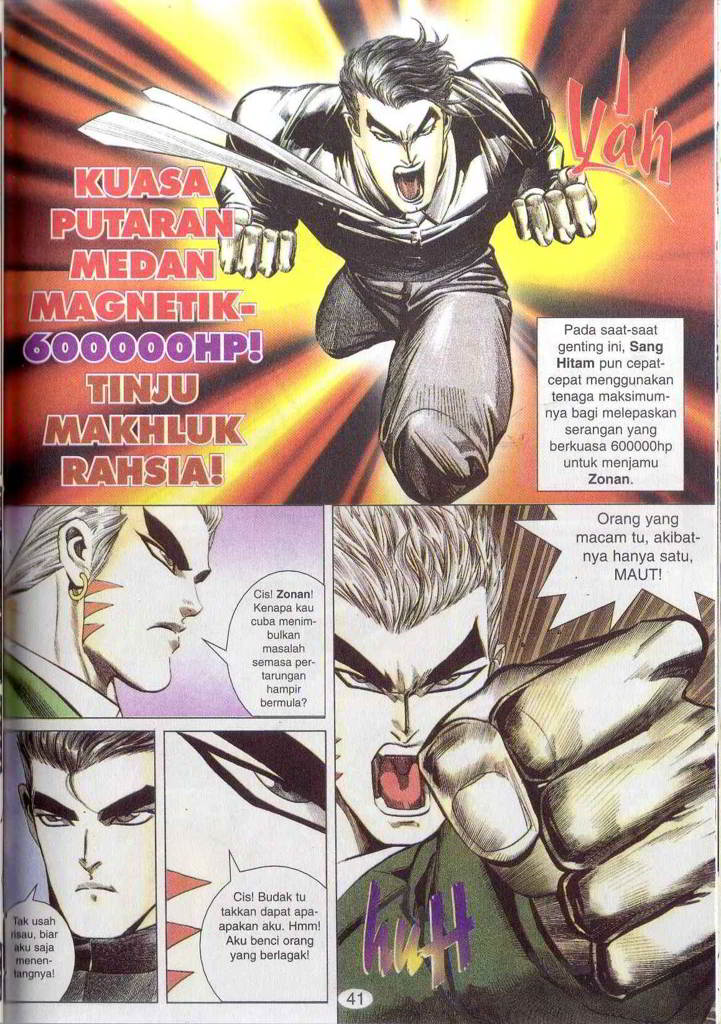 Yah
KUASA
PUTARAN
MEDAN
MAGNETIK-
600000HP!
TINJU
MAKHLUK
RAHSIA!
Pada saat-saat
genting ini, Sang
Hitam pun cepat-
cepat menggunakan
tenaga maksimum-
nya bagi melepaskan
serangan yang
berkuasa 600000hp
untuk menjamu
Zonan.
Cis! Zonan!
Kenapa kau
cuba menim-
bulkan
masalah
semasa per-
tarungan
hampir
bermula?
Orang yang
macam tu, akibat-
nya hanya satu,
MAUT!
Tak usah
risau, biar
aku saja
menen-
tangnya!
Cis! Budak tu
takkan dapat apa-
apakan aku. Hmm!
Aku benci orang
yang berlagak!
huH
41